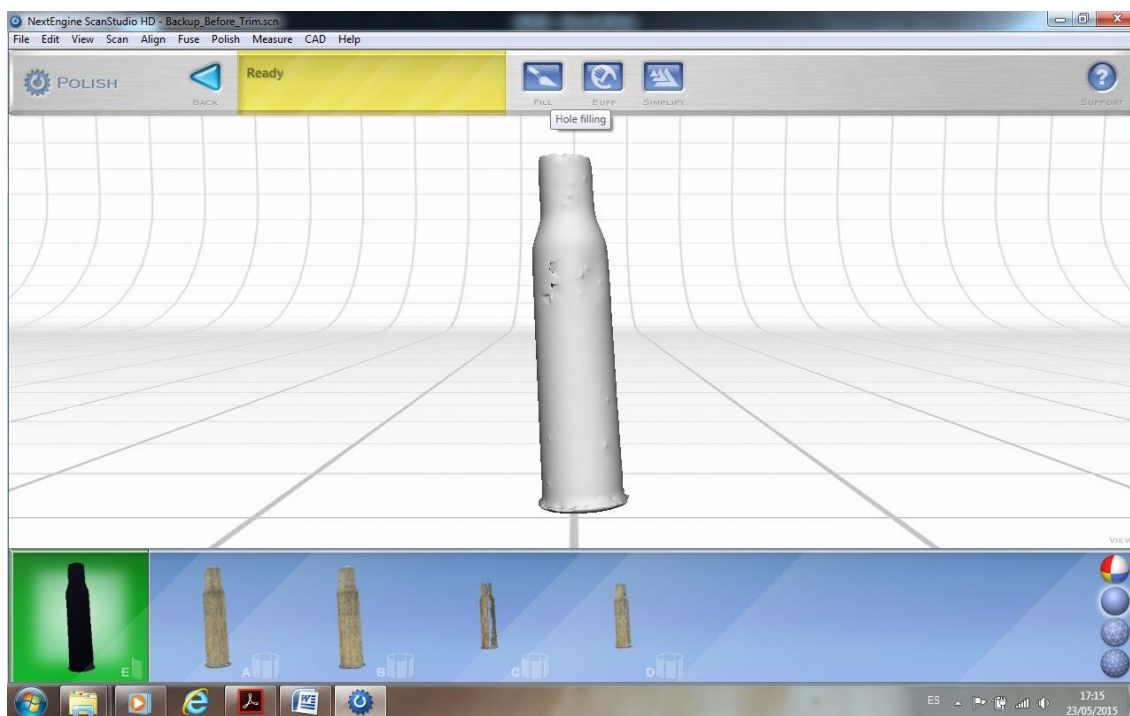 NextEngine ScanStudio HD - Backup_Before_Trim.scn
File Edit View Scan Align Fuse Polish Measure CAD Help
POLISH
BACK
Ready
FILL
BUFF
SIMPLIFY
SUPPORT
Hole filling
VIEW
E
A
B
C
D
ES
17:15
23/05/2015